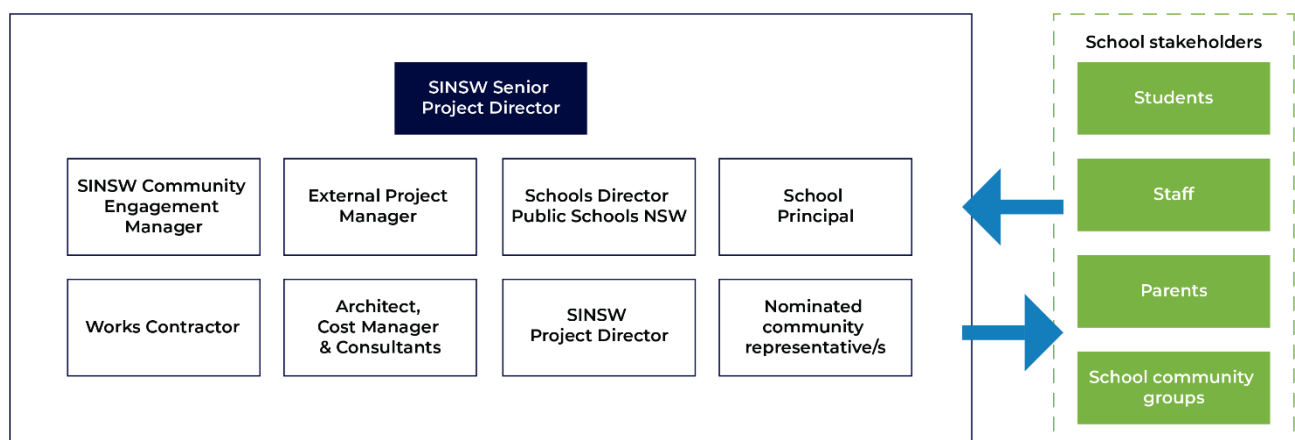 SINSW Senior
Project Director
SINSW Community
Engagement
Manager
External Project
Manager
Schools Director
Public Schools NSW
School
Principal
Works Contractor
Architect,
Cost Manager
& Consultants
SINSW
Project Director
Nominated
community
representative/s
School stakeholders
Students
Staff
Parents
School community
groups